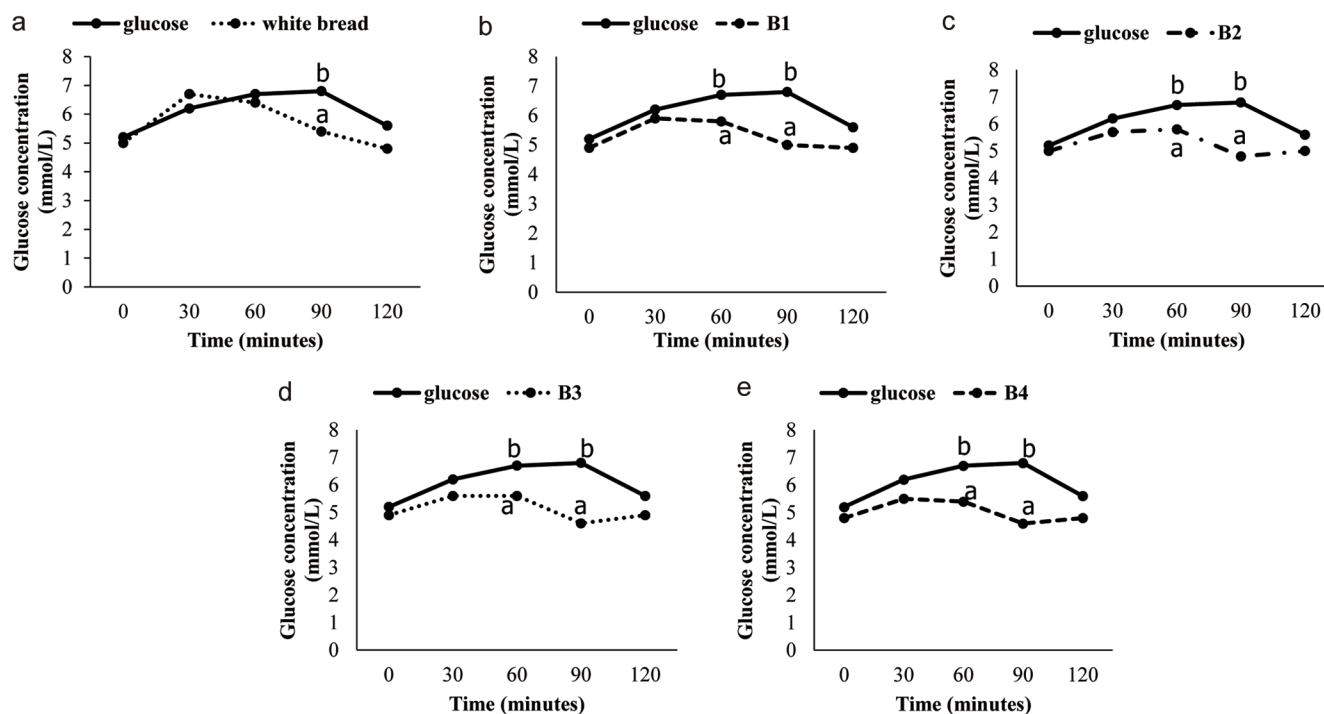 a
glucose white bread
Glucose concentration
(mmol/L)
8
7
6
5
4
3
2
1
0
b
a
0 30 60 90 120
Time (minutes)
b
glucose B1
Glucose concentration
(mmol/L)
8
7
6
5
4
3
2
1
0
b b
a a
0 30 60 90 120
Time (minutes)
c
glucose B2
Glucose concentration
(mmol/L)
8
7
6
5
4
3
2
1
0
b b
a a
0 30 60 90 120
Time (minutes)
d
glucose B3
Glucose concentration
(mmol/L)
8
7
6
5
4
3
2
1
0
b b
a a
0 30 60 90 120
Time (minutes)
e
glucose B4
Glucose concentration
(mmol/L)
8
7
6
5
4
3
2
1
0
b b
a a
0 30 60 90 120
Time (minutes)